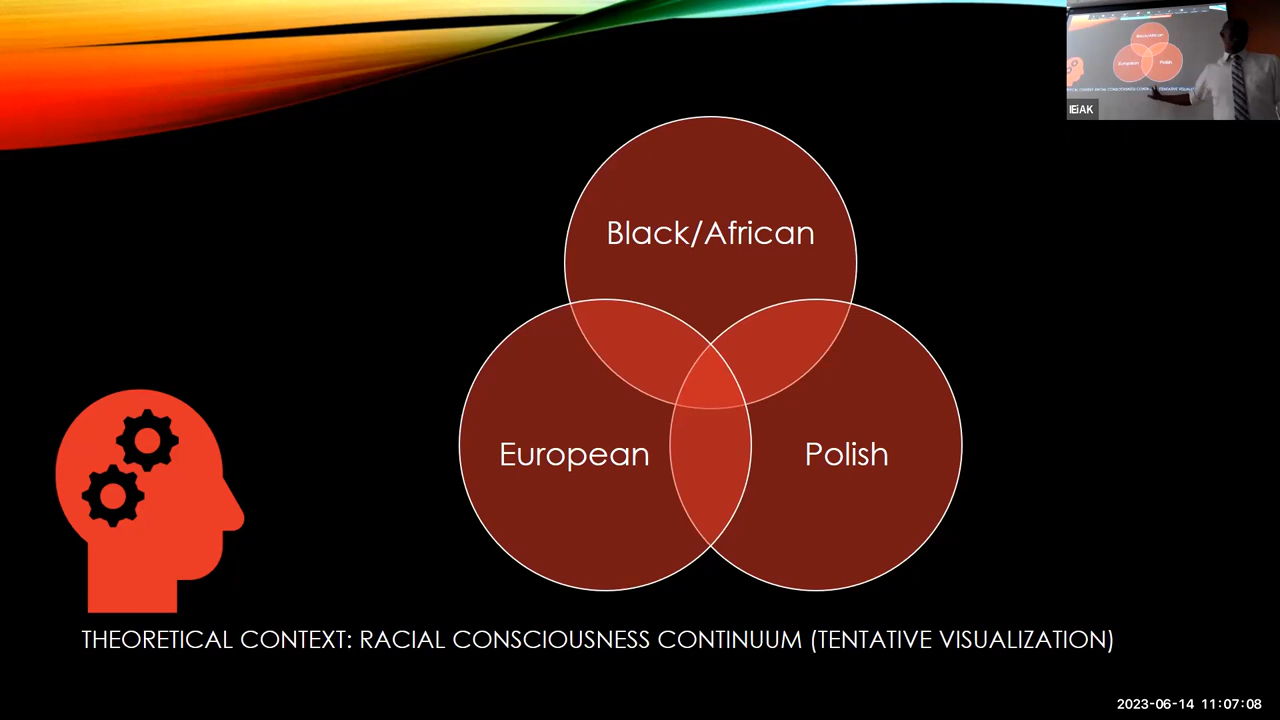 IEiAK
Black/African
European
Polish
THEORETICAL CONTEXT: RACIAL CONSCIOUSNESS CONTINUUM (TENTATIVE VISUALIZATION)
2023-06-14 11:07:08